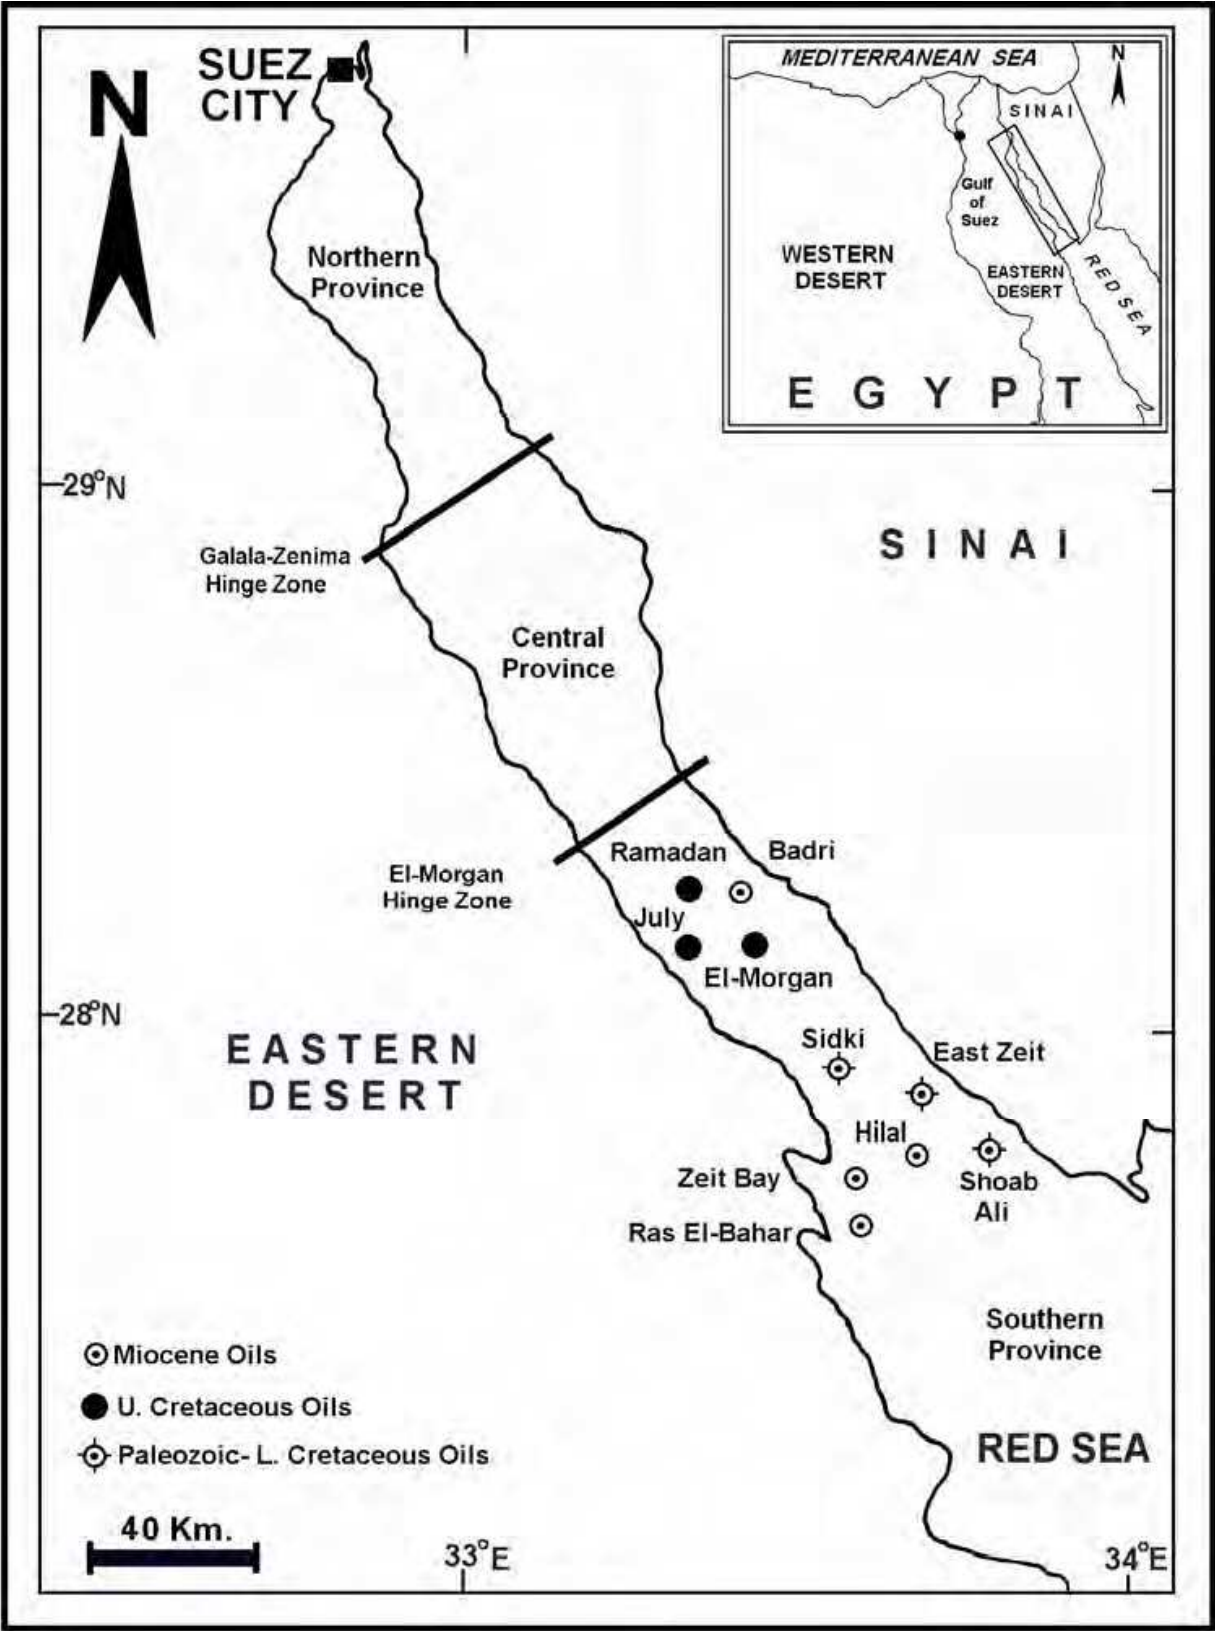 SUEZ
CITY
N
MEDITERRANEAN SEA
N
SINAI
Gulf
of
Suez
WESTERN
DESERT
EASTERN
DESERT
RED SEA
EGYPT
Northern
Province
29°N
Galala-Zenima
Hinge Zone
SINAI
Central
Province
El-Morgan
Hinge Zone
Ramadan
Badri
July
El-Morgan
28°N
EASTERN
DESERT
Sidki
East Zeit
Hilal
Zeit Bay
Shoab
Ali
Ras El-Bahar
Southern
Province
RED SEA
Miocene Oils
U. Cretaceous Oils
Paleozoic- L. Cretaceous Oils
40 Km.
33°E
34°E